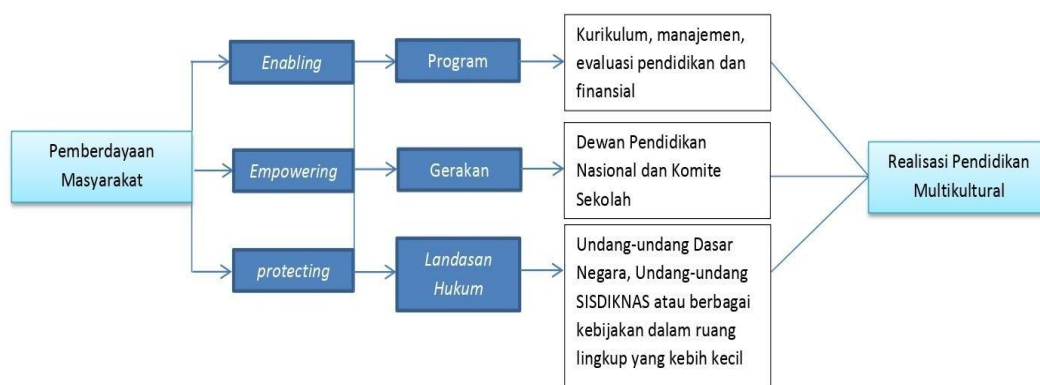 Pemberdayaan
Masyarakat
Enabling
Empowering
protecting
Program
Gerakan
Landasan
Hukum
Kurikulum, manajemen,
evaluasi pendidikan dan
finansial
Dewan Pendidikan
Nasional dan Komite
Sekolah
Undang-undang Dasar
Negara, Undang-undang
SISDIKNAS atau berbagai
kebijakan dalam ruang
lingkup yang kebih kecil
Realisasi Pendidikan
Multikultural